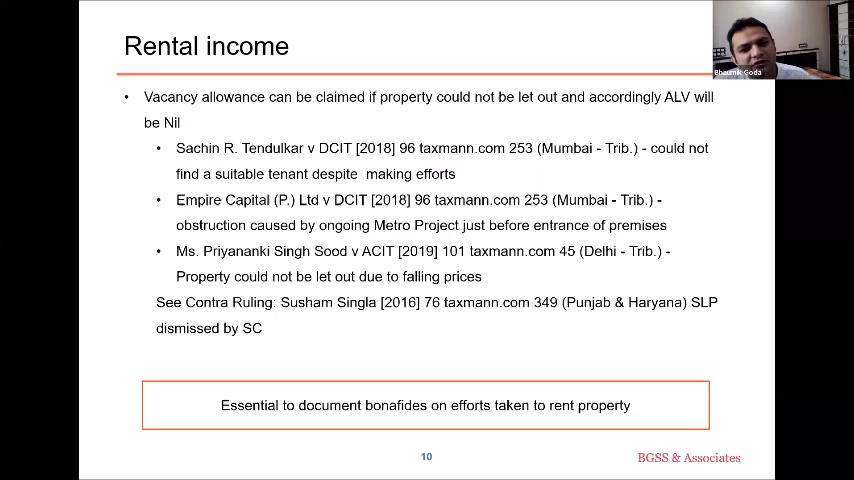 Rental income
Bhaumik Goda
• Vacancy allowance can be claimed if property could not be let out and accordingly ALV will
be Nil
• Sachin R. Tendulkar v DCIT [2018] 96 taxmann.com 253 (Mumbai - Trib.) - could not
find a suitable tenant despite making efforts
• Empire Capital (P.) Ltd v DCIT [2018] 96 taxmann.com 253 (Mumbai - Trib.) -
obstruction caused by ongoing Metro Project just before entrance of premises
• Ms. Priyananki Singh Sood v ACIT [2019] 101 taxmann.com 45 (Delhi - Trib.) -
Property could not be let out due to falling prices
See Contra Ruling: Susham Singla [2016] 76 taxmann.com 349 (Punjab & Haryana) SLP
dismissed by SC
Essential to document bonafides on efforts taken to rent property
10
BGSS & Associates